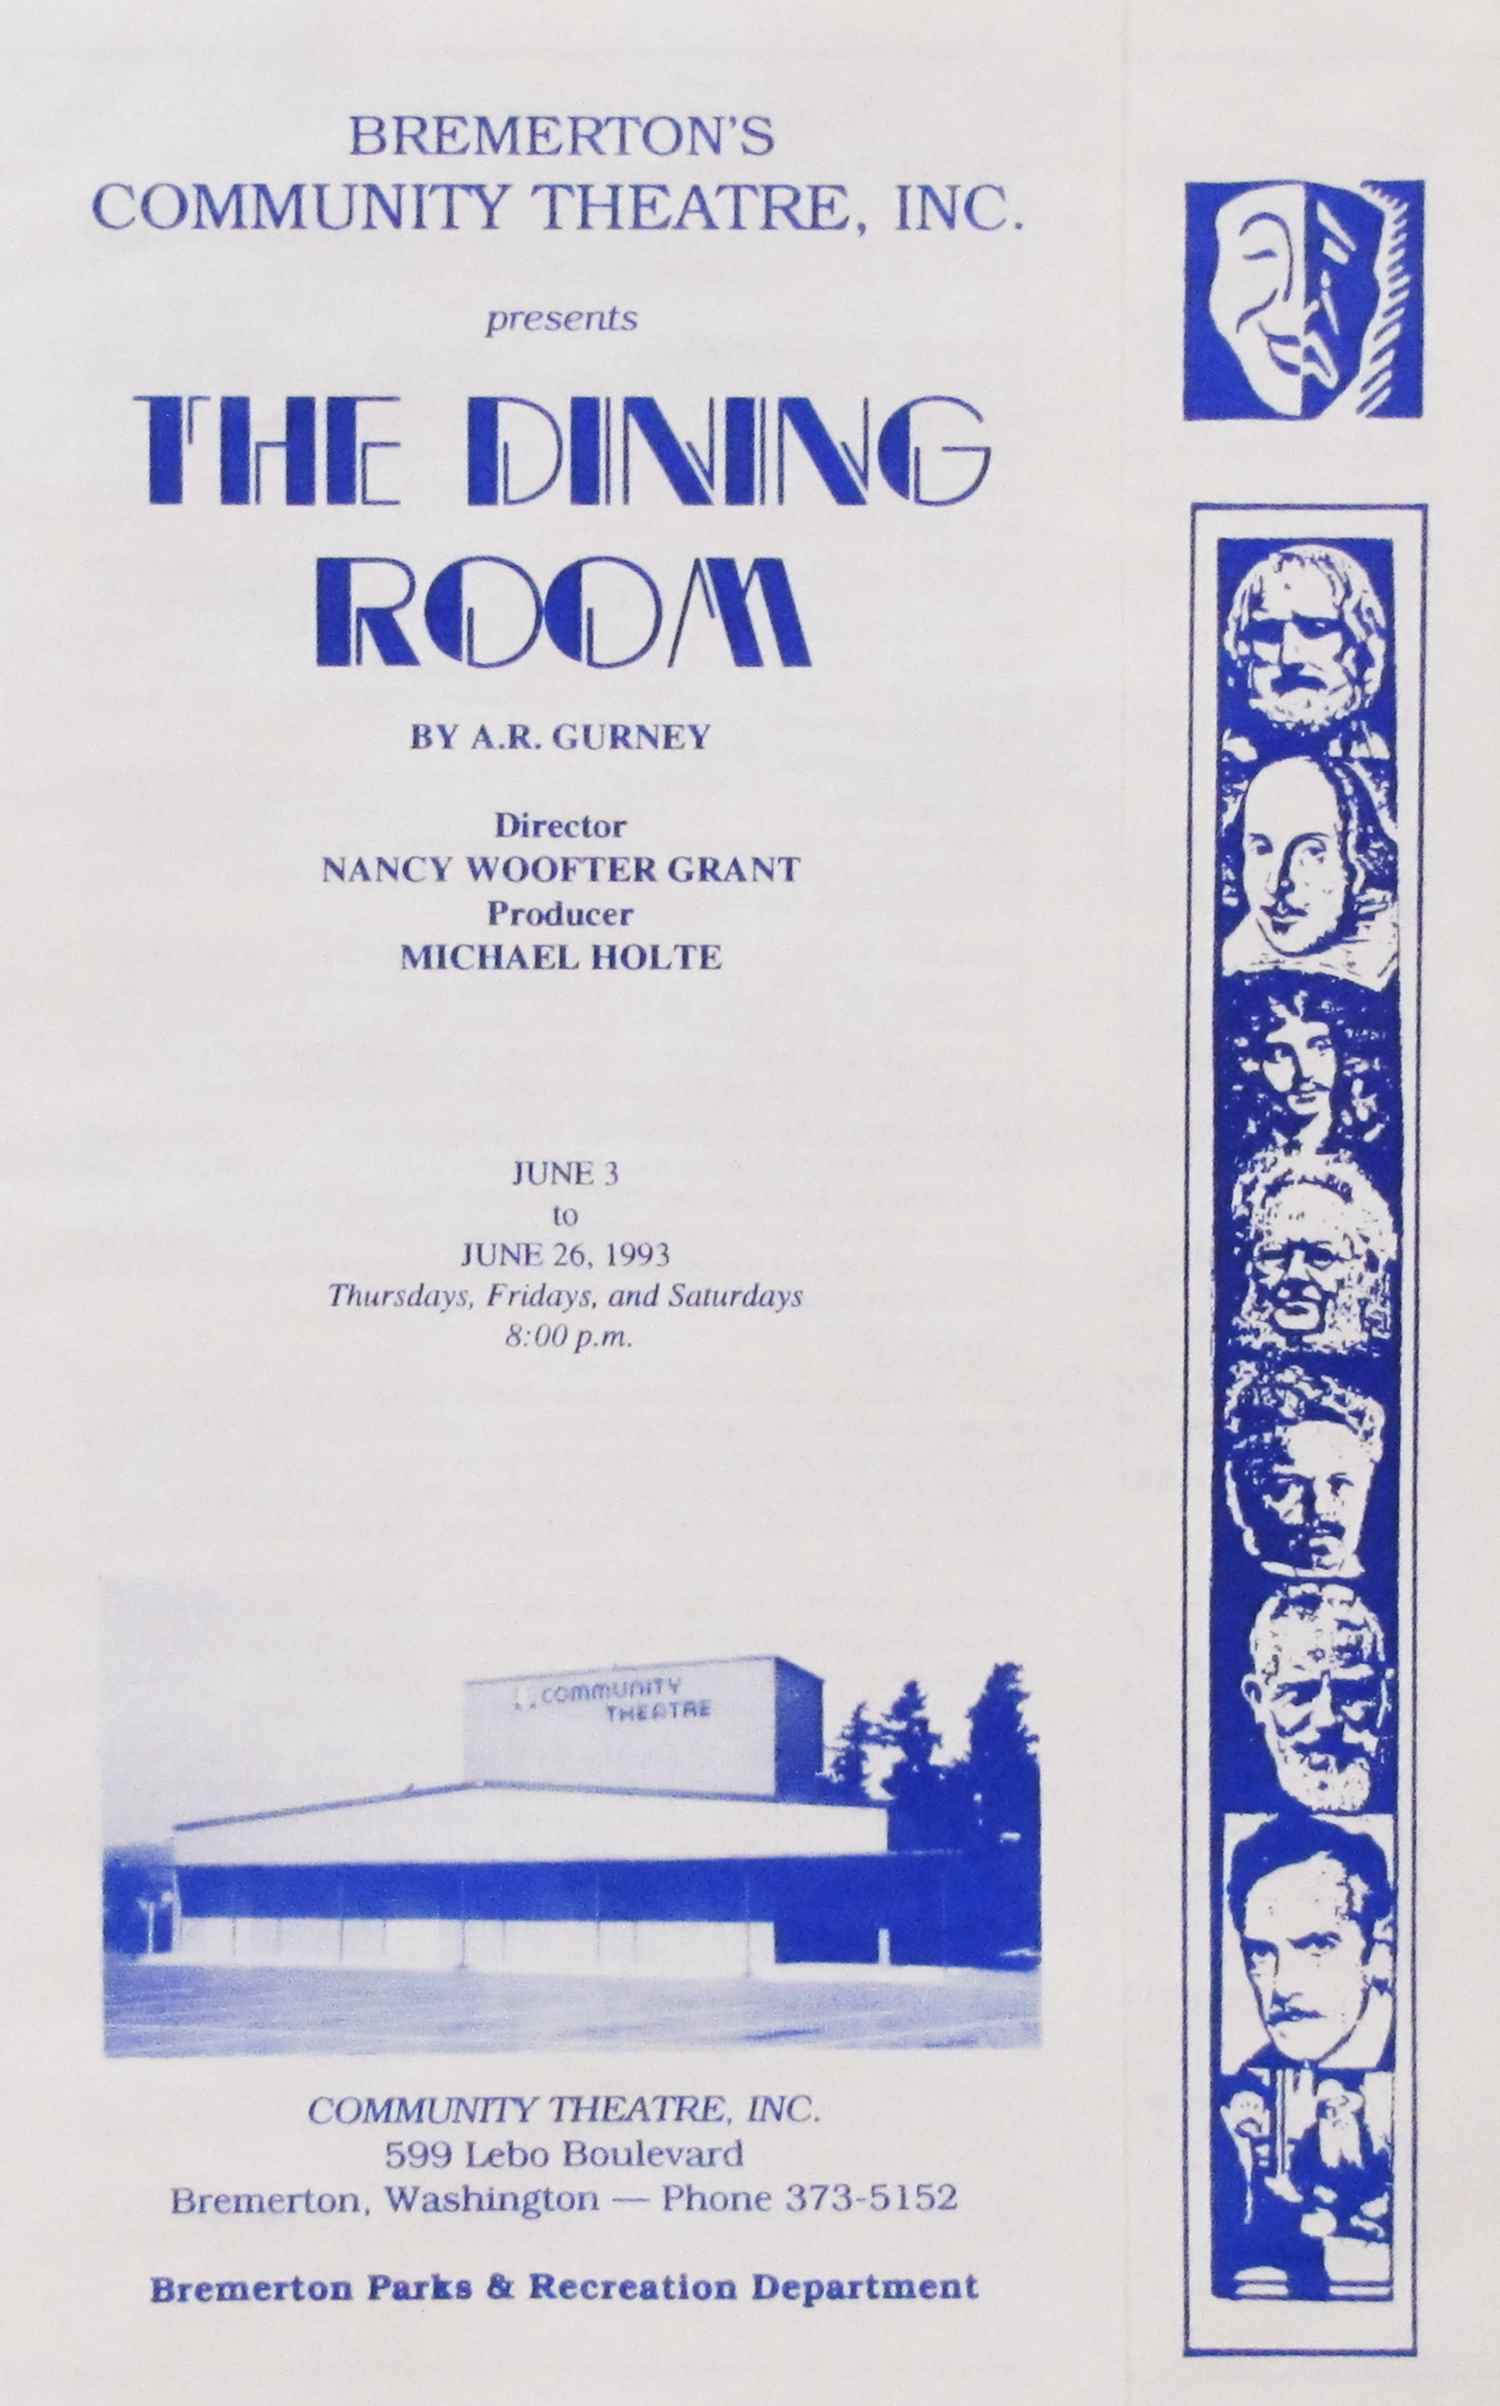 BREMERTON'S
COMMUNITY THEATRE, INC.
presents
THE DINING
ROOM
BY A.R. GURNEY
Director
NANCY WOOFTER GRANT
Producer
MICHAEL HOLTE
JUNE 3
to
JUNE 26, 1993
Thursdays, Fridays, and Saturdays
8:00 p.m.
COMMUNITY
THEATRE
COMMUNITY THEATRE, INC.
599 Lebo Boulevard
Bremerton, Washington — Phone 373-5152
Bremerton Parks & Recreation Department